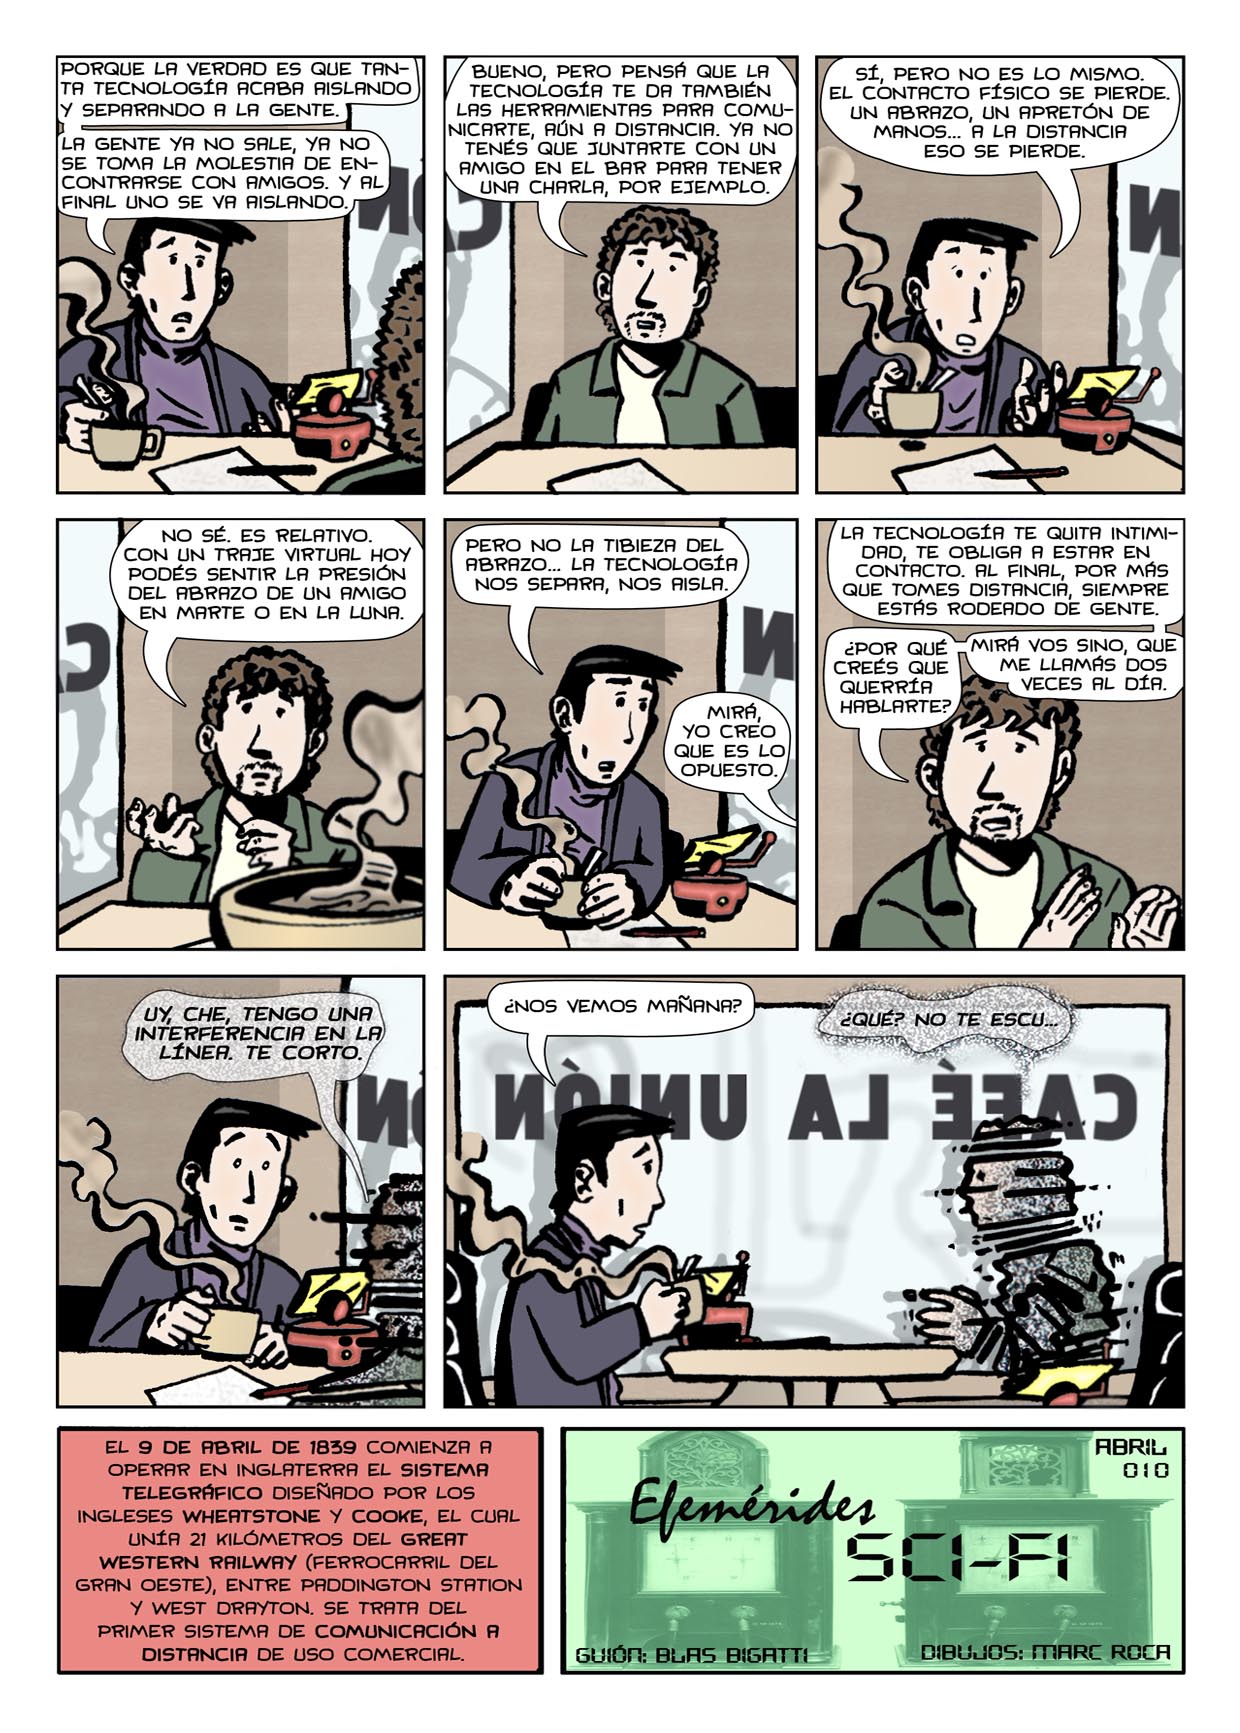 PORQUE LA VERDAD ES QUE TAN-
TA TECNOLOGÍA ACABA AISLANDO
Y SEPARANDO A LA GENTE.
LA GENTE YA NO SALE, YA NO
SE TOMA LA MOLESTIA DE EN-
CONTRARSE CON AMIGOS. Y AL
FINAL UNO SE VA AISLANDO.
BUENO, PERO PENSÁ QUE LA
TECNOLOGÍA TE DA TAMBIÉN
LAS HERRAMIENTAS PARA COMU-
NICARTE, AÚN A DISTANCIA. YA NO
TENÉS QUE JUNTARTE CON UN
AMIGO EN EL BAR PARA TENER
UNA CHARLA, POR EJEMPLO.
SÍ, PERO NO ES LO MISMO.
EL CONTACTO FÍSICO SE PIERDE.
UN ABRAZO, UN APRETÓN DE
MANOS... A LA DISTANCIA
ESO SE PIERDE.
NO SÉ. ES RELATIVO.
CON UN TRAJE VIRTUAL HOY
PODÉS SENTIR LA PRESIÓN
DEL ABRAZO DE UN AMIGO
EN MARTE O EN LA LUNA.
PERO NO LA TIBIEZA DEL
ABRAZO... LA TECNOLOGÍA
NOS SEPARA, NOS AISLA.
MIRÁ,
YO CREO
QUE ES LO
OPUESTO.
LA TECNOLOGÍA TE QUITA INTIMI-
DAD, TE OBLIGA A ESTAR EN
CONTACTO. AL FINAL, POR MÁS
QUE TOMES DISTANCIA, SIEMPRE
ESTÁS RODEADO DE GENTE.
MIRÁ VOS SINO, QUE
ME LLAMÁS DOS
VECES AL DÍA.
¿POR QUÉ
CREÉS QUE
QUERRÍA
HABLARTE?
UY, CHE, TENGO UNA
INTERFERENCIA EN LA
LÍNEA. TE CORTO.
¿NOS VEMOS MAÑANA?
¿QUÉ? NO TE ESCU...
CAFÉ LA UNIÓN
EL 9 DE ABRIL DE 1839 COMIENZA A
OPERAR EN INGLATERRA EL SISTEMA
TELEGRÁFICO DISEÑADO POR LOS
INGLESES WHEATSTONE Y COOKE, EL CUAL
UNÍA 21 KILÓMETROS DEL GREAT
WESTERN RAILWAY (FERROCARRIL DEL
GRAN OESTE), ENTRE PADDINGTON STATION
Y WEST DRAYTON. SE TRATA DEL
PRIMER SISTEMA DE COMUNICACIÓN A
DISTANCIA DE USO COMERCIAL.
ABRIL
010
Efemérides
SCI-FI
GUIÓN: BLAS BIGATTI
DIBUJOS: MARC ROCA